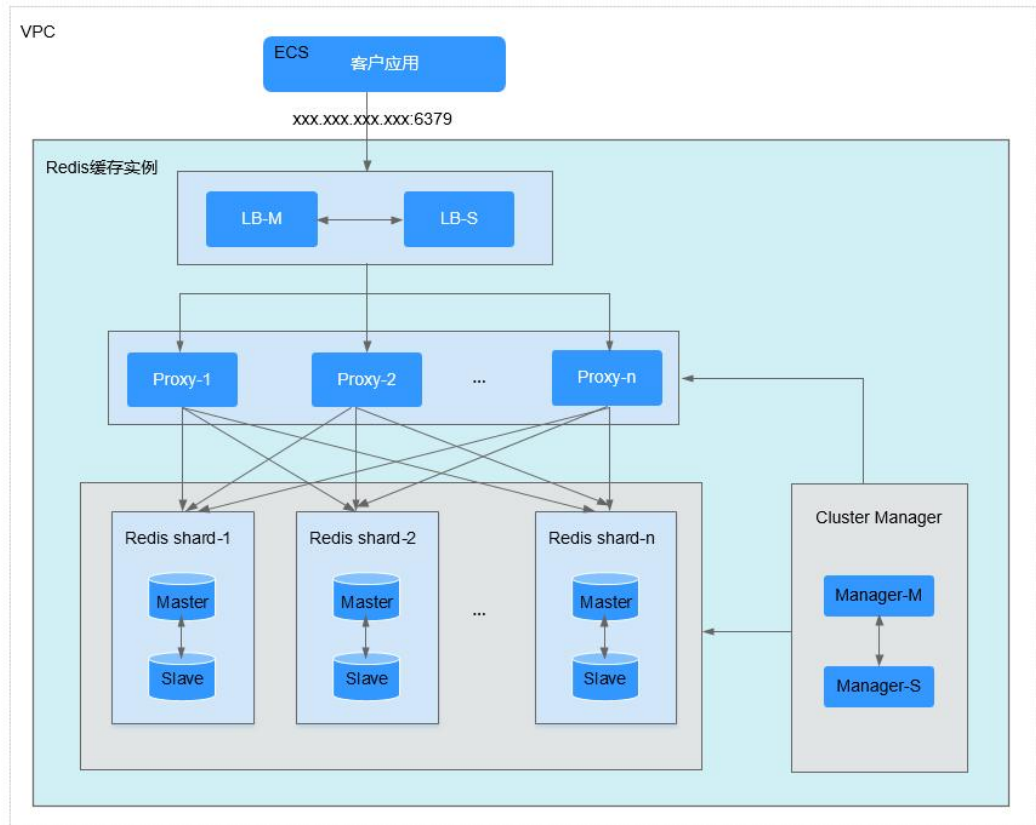 VPC
ECS
客户应用
xxx.xxx.xxx.xxx:6379
Redis缓存实例
LB-M
LB-S
Proxy-1
Proxy-2
...
Proxy-n
Cluster Manager
Redis shard-1
Redis shard-2
Redis shard-n
Master
Master
...
Master
Manager-M
Slave
Slave
Slave
Manager-S